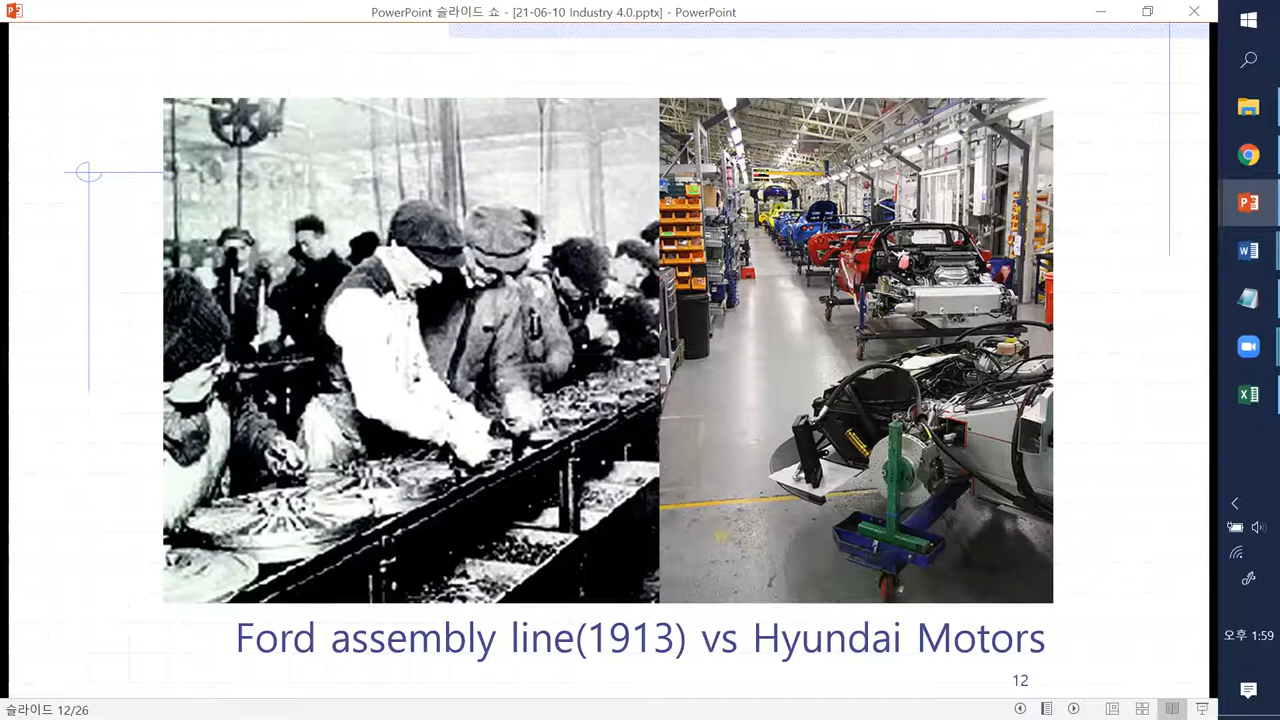 PowerPoint 슬라이드 쇼 - [21-06-10 Industry 4.0.pptx] - PowerPoint
Ford assembly line(1913) vs Hyundai Motors
12
슬라이드 12/26
오후 1:59